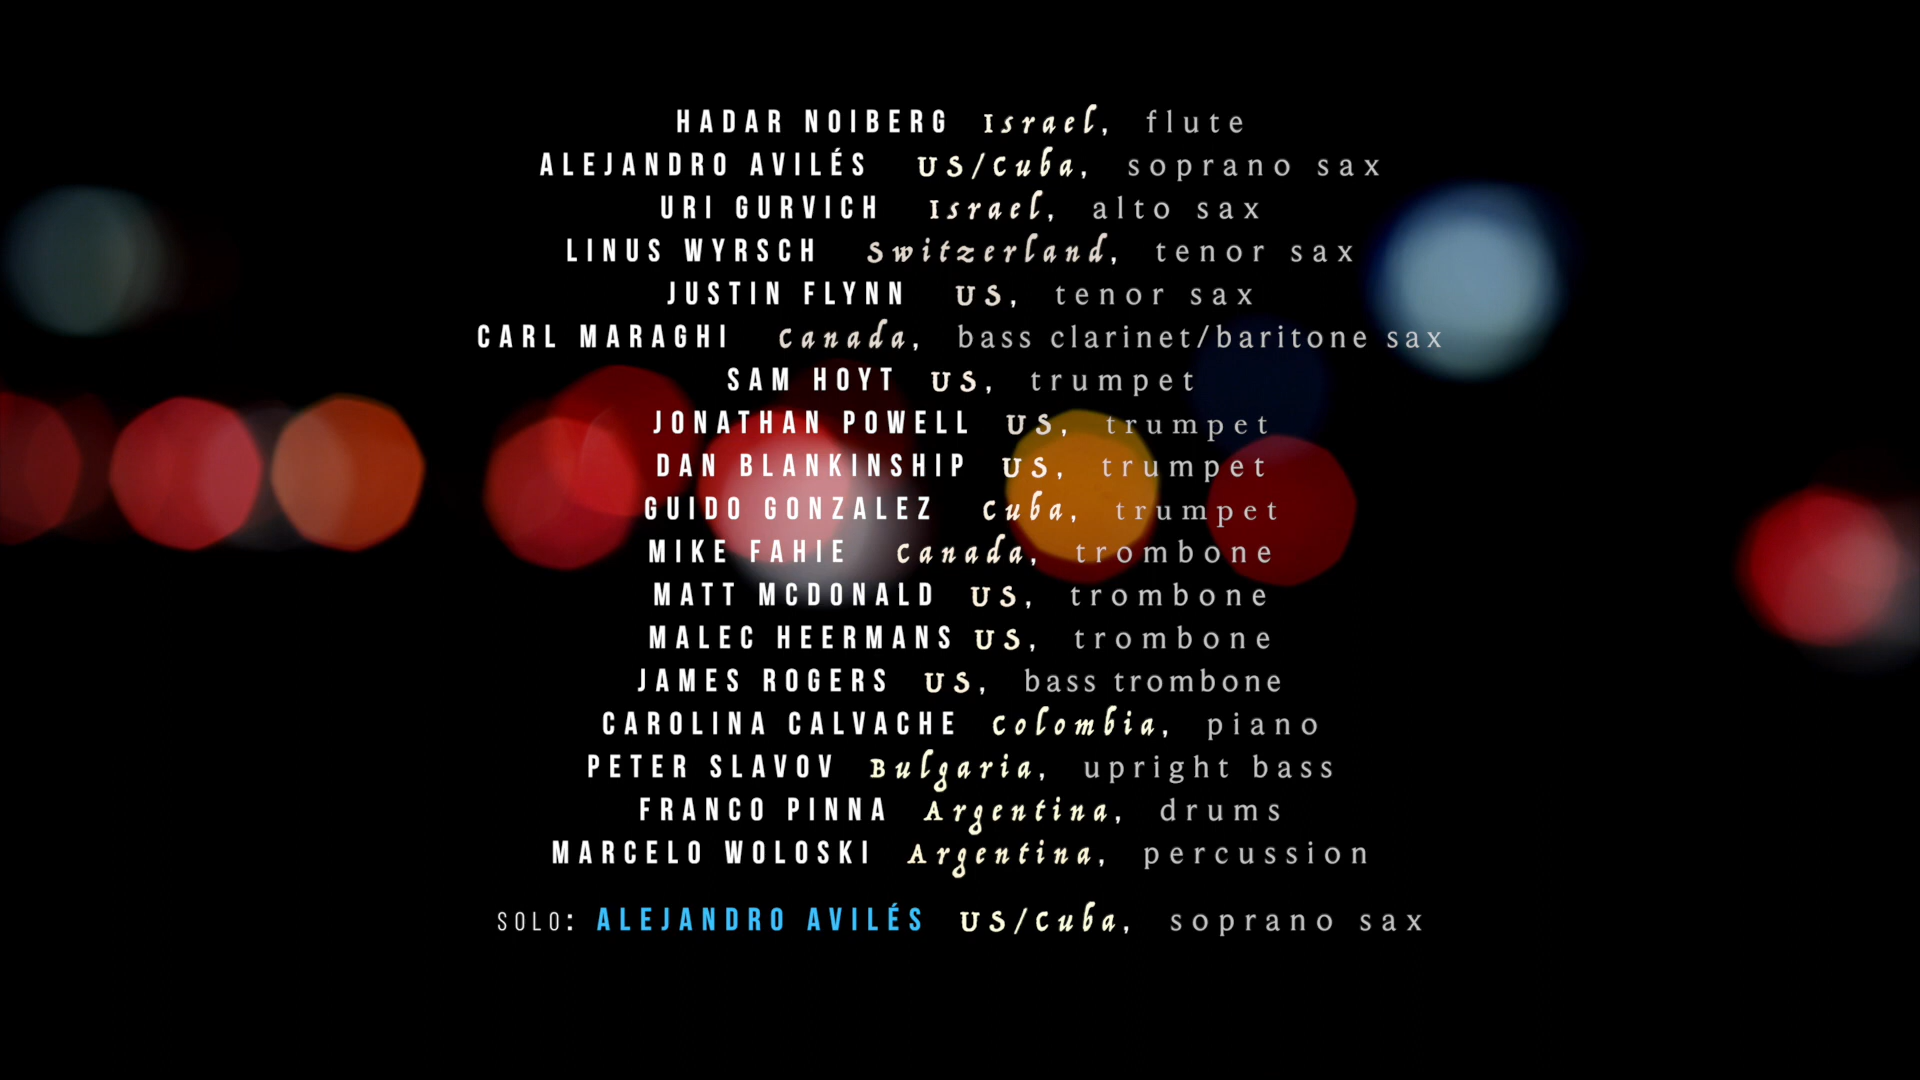 HADAR NOIBERG Israel, flute
ALEJANDRO AVILÉS US/Cuba, soprano sax
URI GURVICH Israel, alto sax
LINUS WYRSCH Switzerland, tenor sax
JUSTIN FLYNN US, tenor sax
CARL MARAGHI Canada, bass clarinet/baritone sax
SAM HOYT US, trumpet
JONATHAN POWELL US, trumpet
DAN BLANKINSHIP US, trumpet
GUIDO GONZALEZ Cuba, trumpet
MIKE FAHIE Canada, trombone
MATT MCDONALD US, trombone
MALEC HEERMANS US, trombone
JAMES ROGERS US, bass trombone
CAROLINA CALVACHE Colombia, piano
PETER SLAVOV Bulgaria, upright bass
FRANCO PINNA Argentina, drums
MARCELO WOLOSKI Argentina, percussion
SOLO: ALEJANDRO AVILÉS US/Cuba, soprano sax